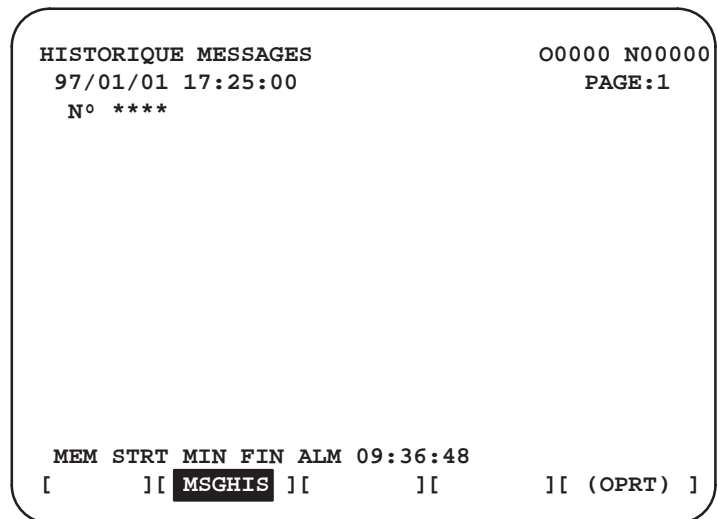 HISTORIQUE MESSAGES O0000 N00000
97/01/01 17:25:00 PAGE:1
Nº ****
MEM STRT MIN FIN ALM 09:36:48
[ ][ MSGHIS ][ ][ ][ (OPRT) ]